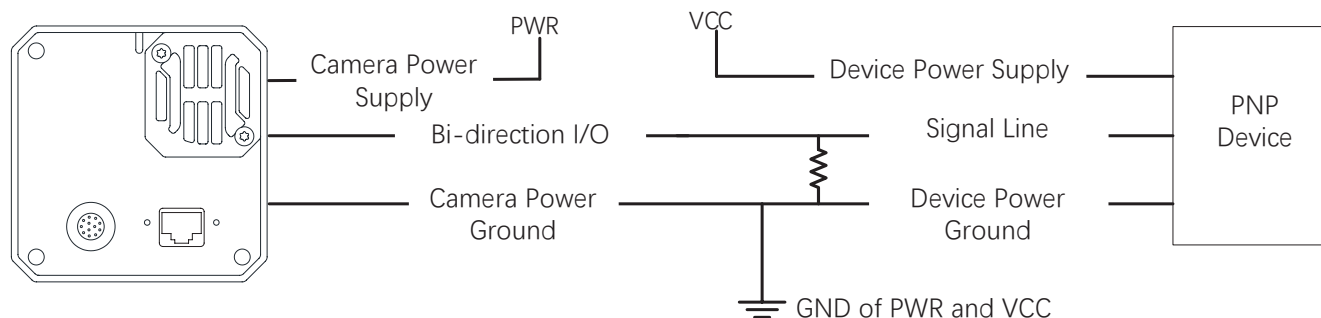 PWR
VCC
Camera Power
Supply
Device Power Supply
PNP
Device
Bi-direction I/O
Signal Line
Camera Power
Ground
Device Power
Ground
GND of PWR and VCC